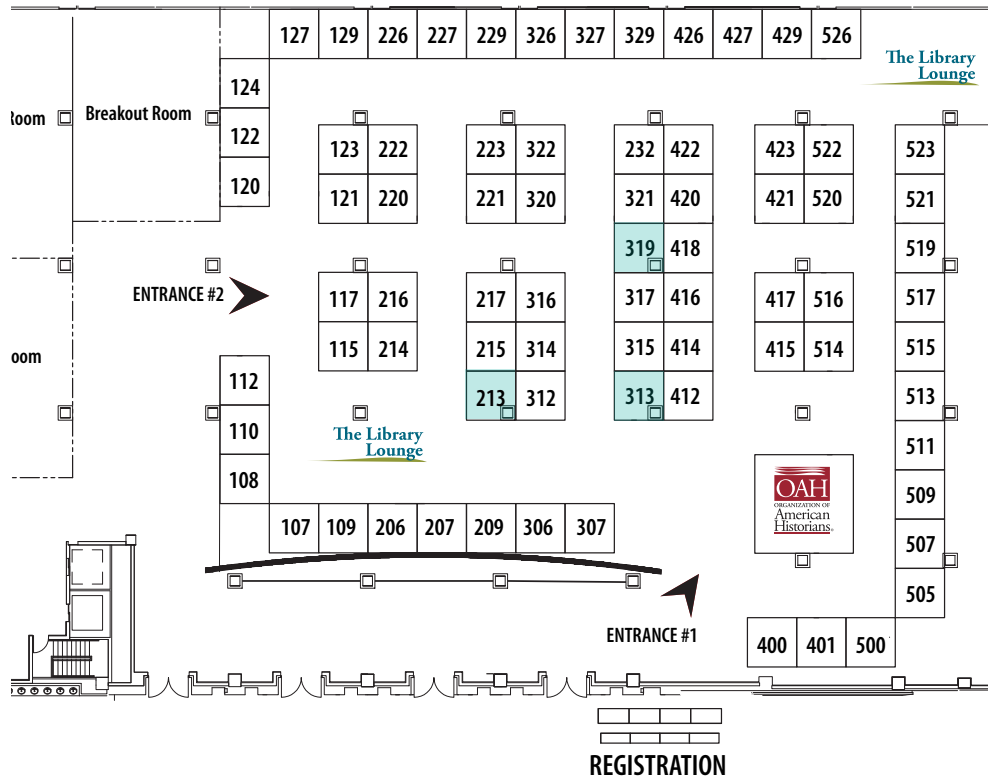 127 129 226 227 229 326 327 329 426 427 429 526
The Library
Lounge
124
Breakout Room
Room
122
120
123 222 223 322 232 422 423 522 523
121 220 221 320 321 420 421 520 521
319 418 519
ENTRANCE #2
117 216 217 316 317 416 417 516 517
115 214 215 314 315 414 415 514 515
oom
112
213 312 313 412 513
110
The Library
Lounge
511
108
OAH
ORGANIZATION OF
American
Historians®
509
107 109 206 207 209 306 307
507
505
ENTRANCE #1
400 401 500
REGISTRATION